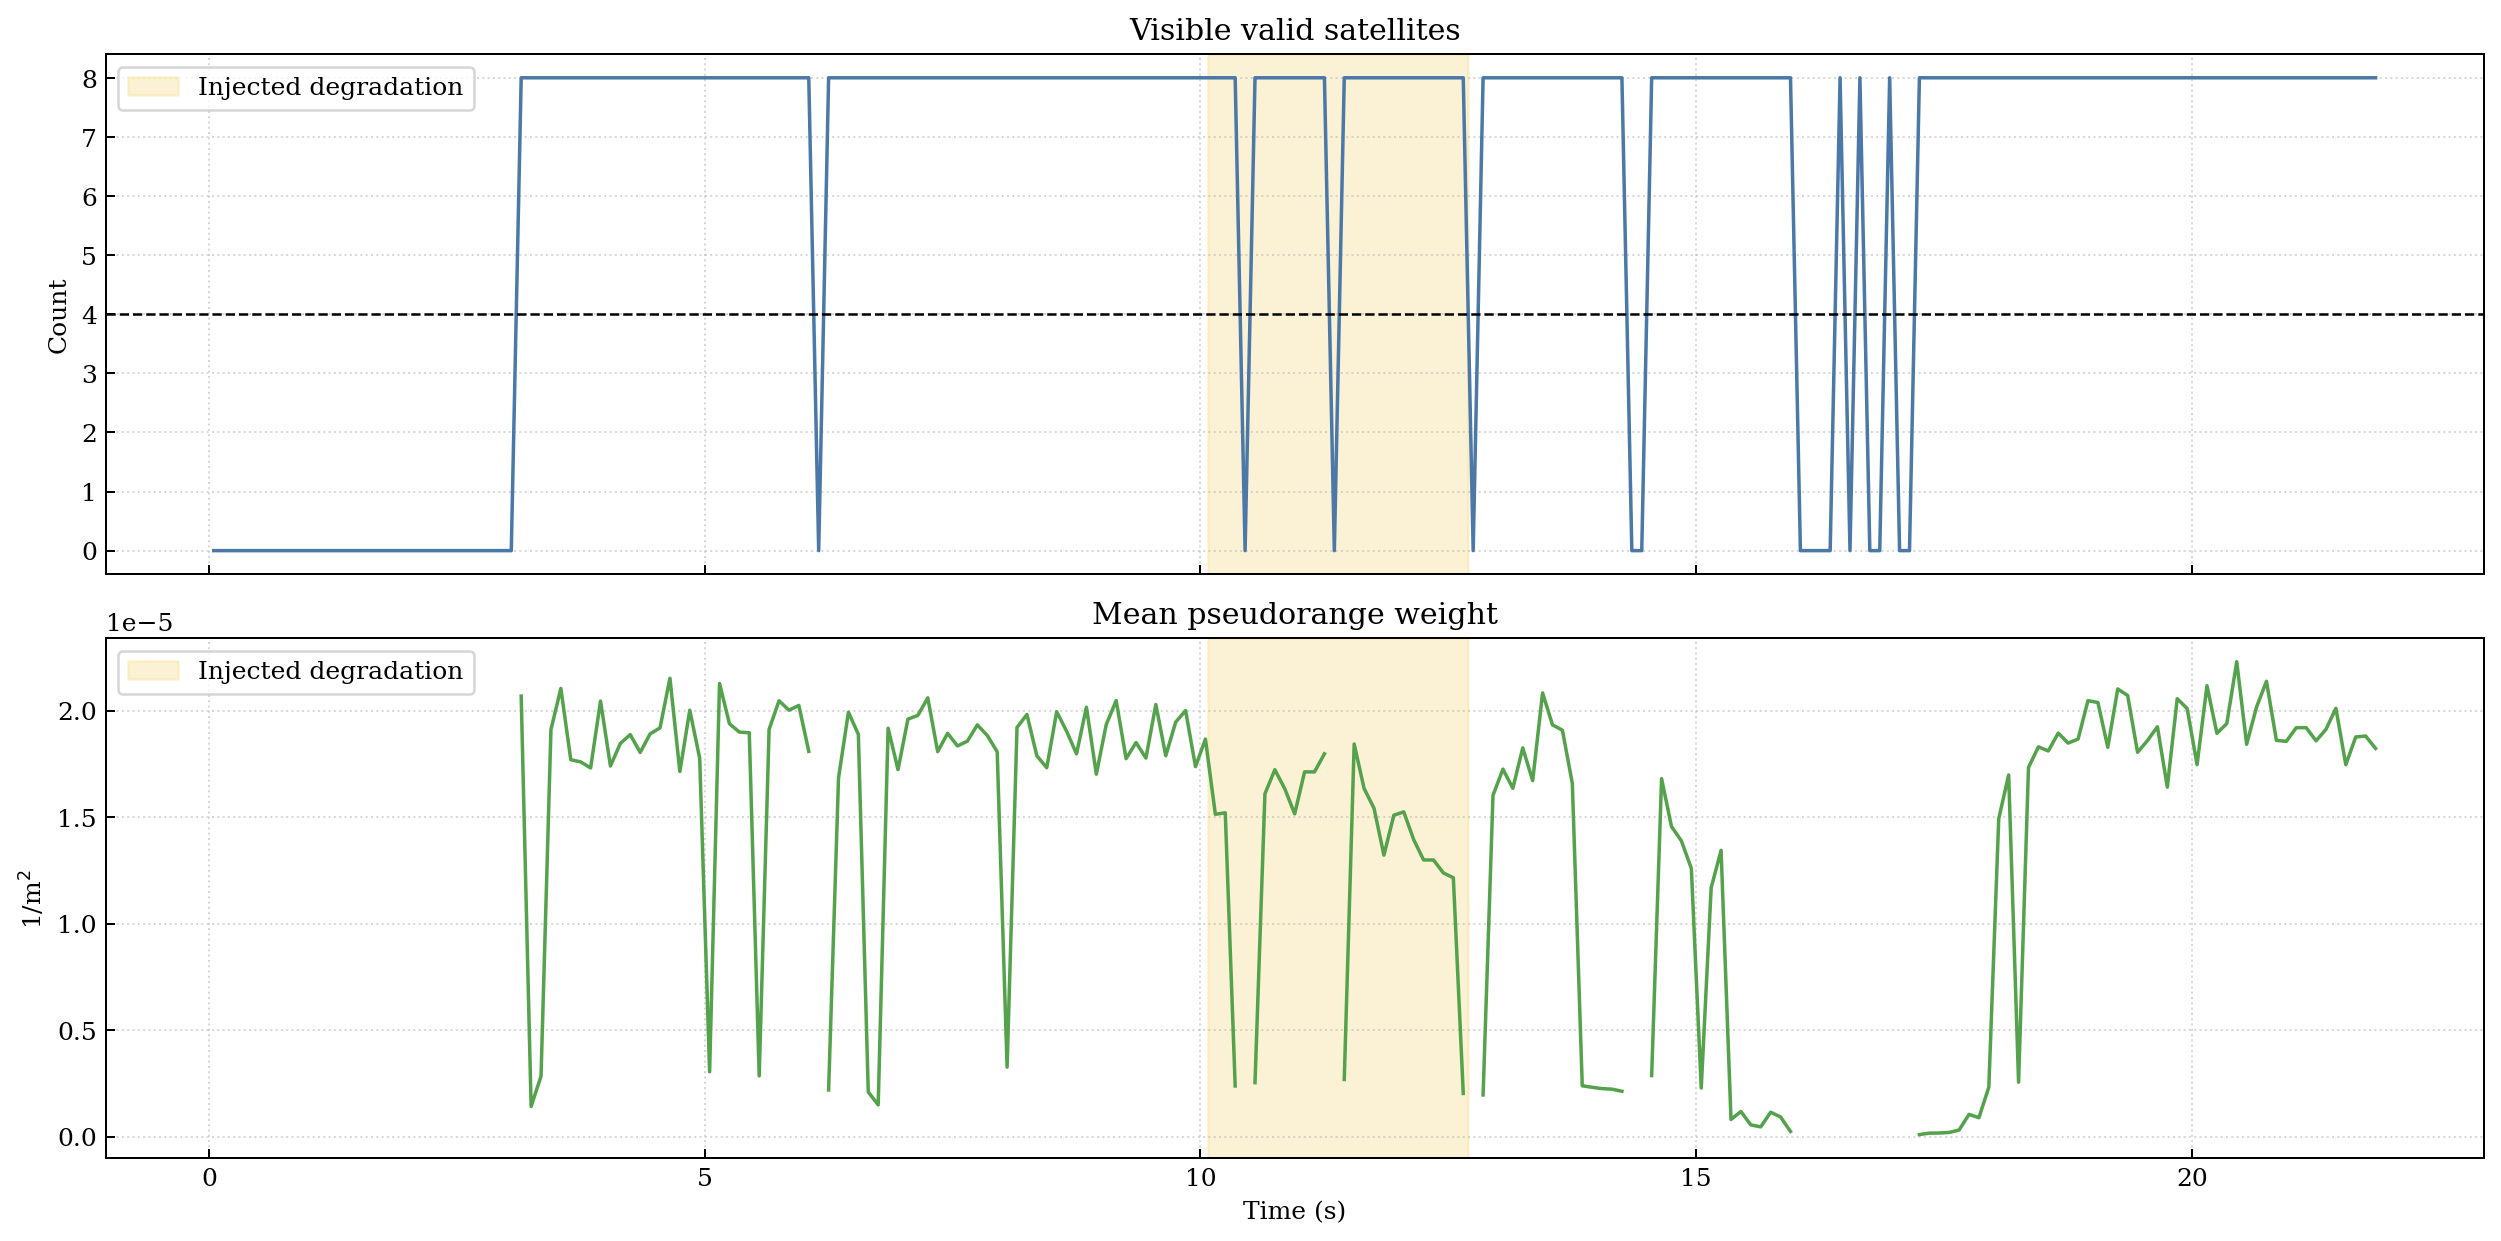 Visible valid satellites
Injected degradation
8
7
6
5
4
3
2
1
0
Count
Mean pseudorange weight
1e−5
Injected degradation
2.0
1.5
1.0
0.5
0.0
1/m²
0 5 10 15 20
Time (s)